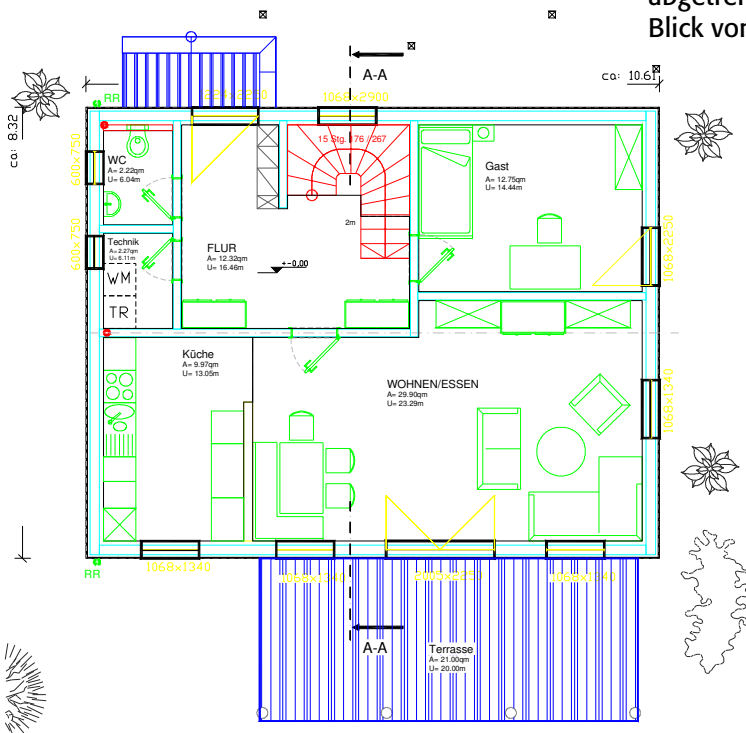 Blick vor
A-A
ca: 10.61
RR
1068x2900
ca: 8.32
15 Stg. 176 / 267
WC
A= 2.22qm
U= 6.04m
600x750
Gast
A= 12.75qm
U= 14.44m
2m
Technik
A= 2.27qm
U= 6.11m
600x750
FLUR
A= 12.32qm
U= 16.46m
+-0,00
1068x2250
WM
TR
Küche
A= 9.97qm
U= 13.05m
WOHNEN/ESSEN
A= 29.90qm
U= 23.29m
1068x1340
RR
1068x1340
1068x1340
1068x1340
A-A
Terrasse
A= 21.00qm
U= 20.00m